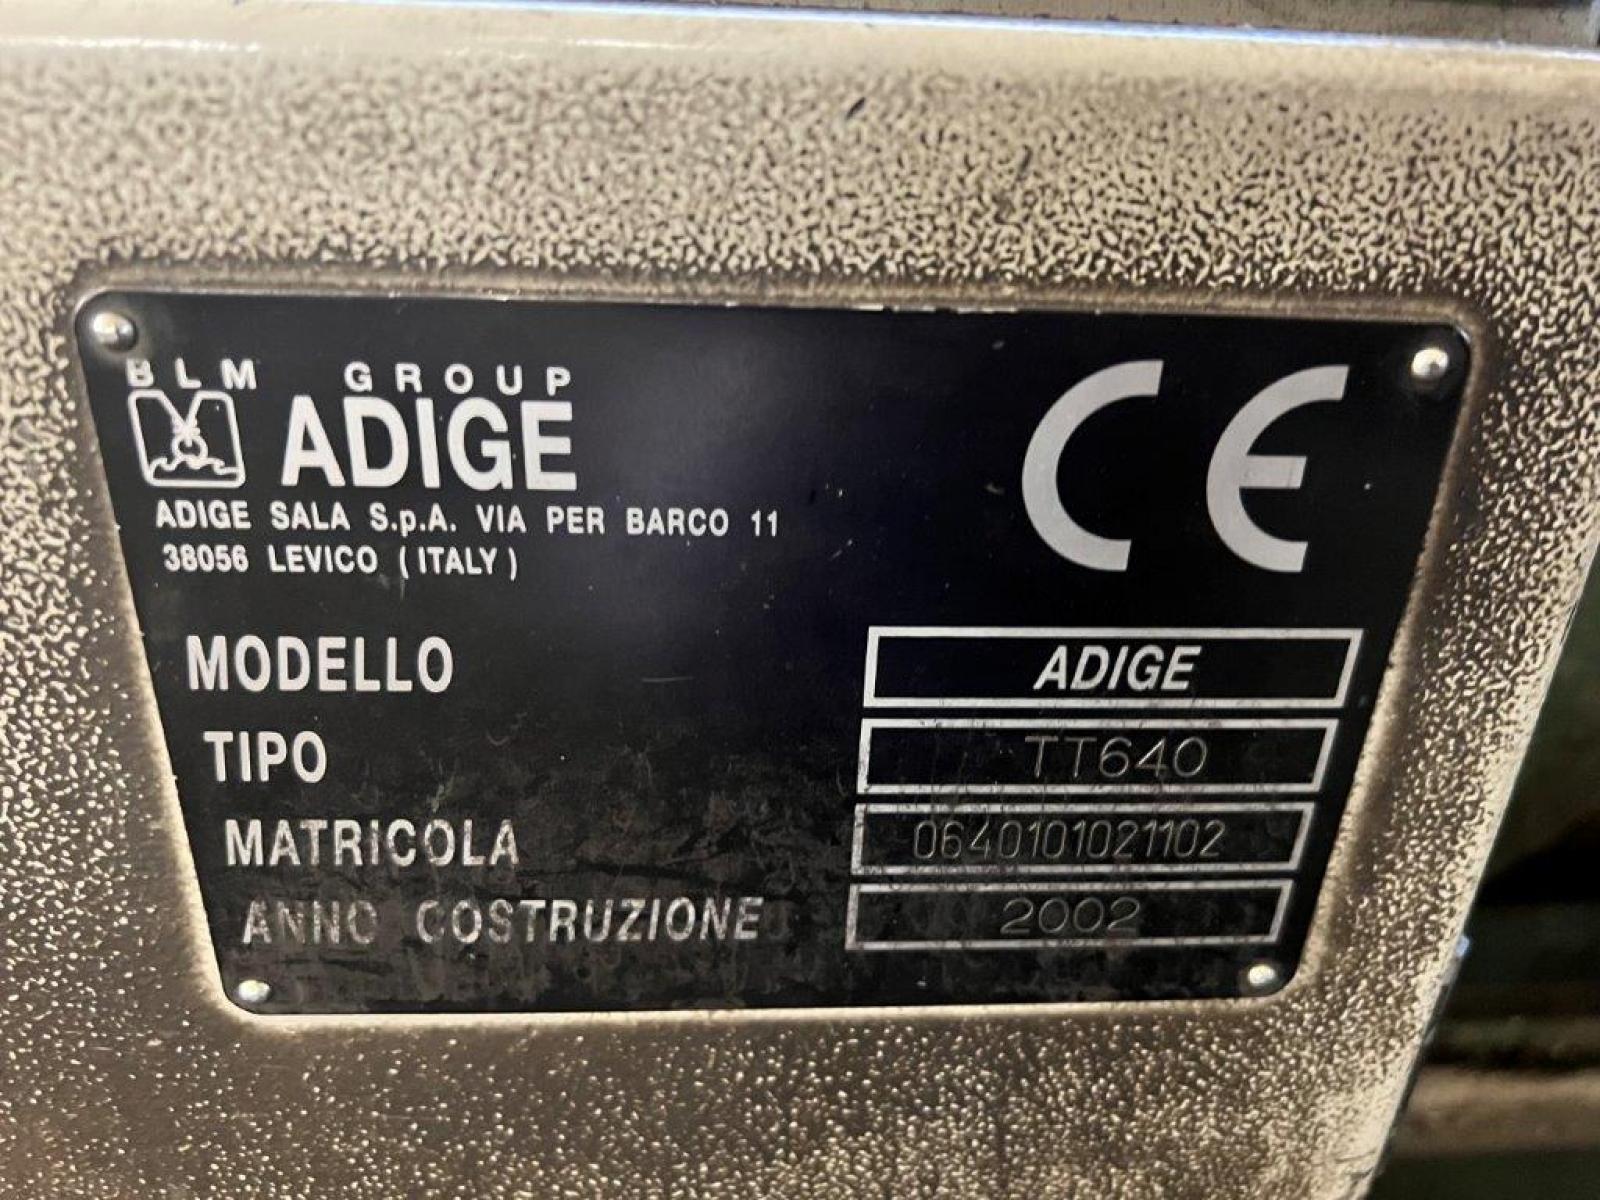 BLM GROUP
ADIGE
ADIGE SALA S.p.A. VIA PER BARCO 11
38056 LEVICO (ITALY)
CE
MODELLO ADIGE
TIPO TT640
MATRICOLA 0640101021102
ANNO COSTRUZIONE 2002